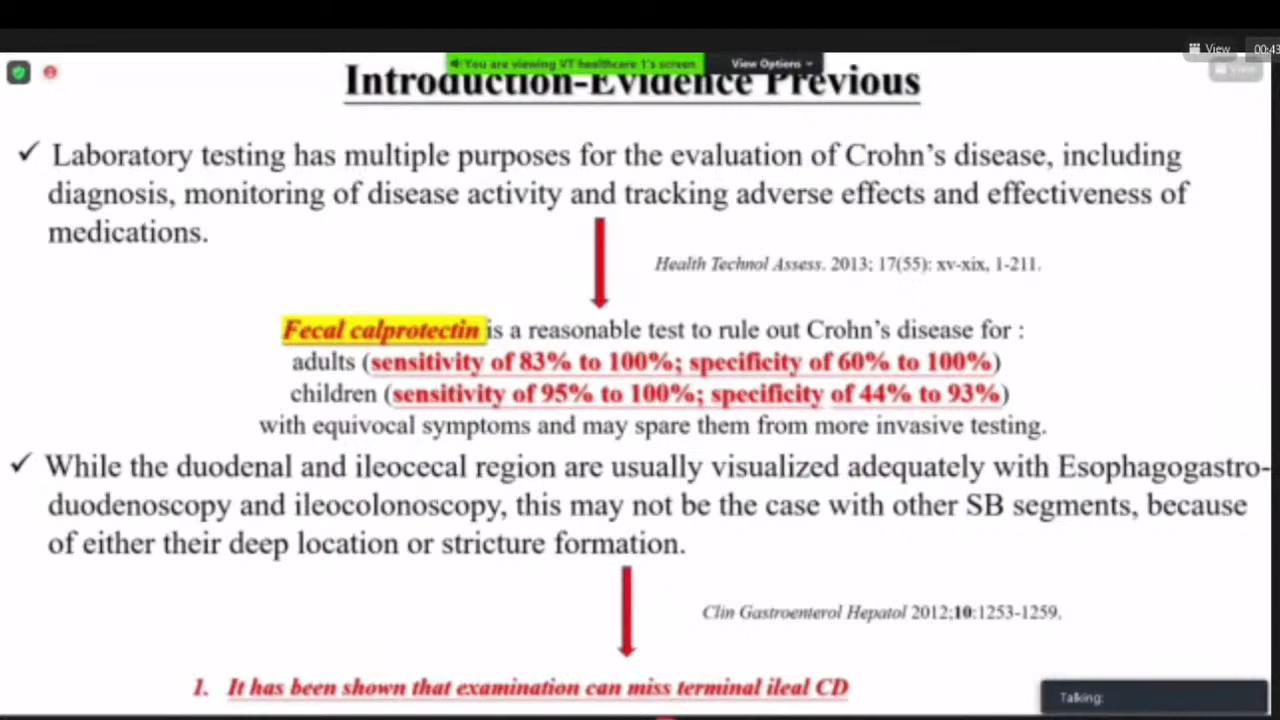 View
00:43
You are viewing VT healthcare 1's screen
View Options
View
Introduction-Evidence Previous
✓ Laboratory testing has multiple purposes for the evaluation of Crohn's disease, including
diagnosis, monitoring of disease activity and tracking adverse effects and effectiveness of
medications.
Health Technol Assess. 2013; 17(55): xv-xix, 1-211.
Fecal calprotectin is a reasonable test to rule out Crohn's disease for :
adults (sensitivity of 83% to 100%; specificity of 60% to 100%)
children (sensitivity of 95% to 100%; specificity of 44% to 93%)
with equivocal symptoms and may spare them from more invasive testing.
✓ While the duodenal and ileocecal region are usually visualized adequately with Esophagogastro-
duodenoscopy and ileocolonoscopy, this may not be the case with other SB segments, because
of either their deep location or stricture formation.
Clin Gastroenterol Hepatol 2012;10:1253-1259.
1. It has been shown that examination can miss terminal ileal CD
Talking: